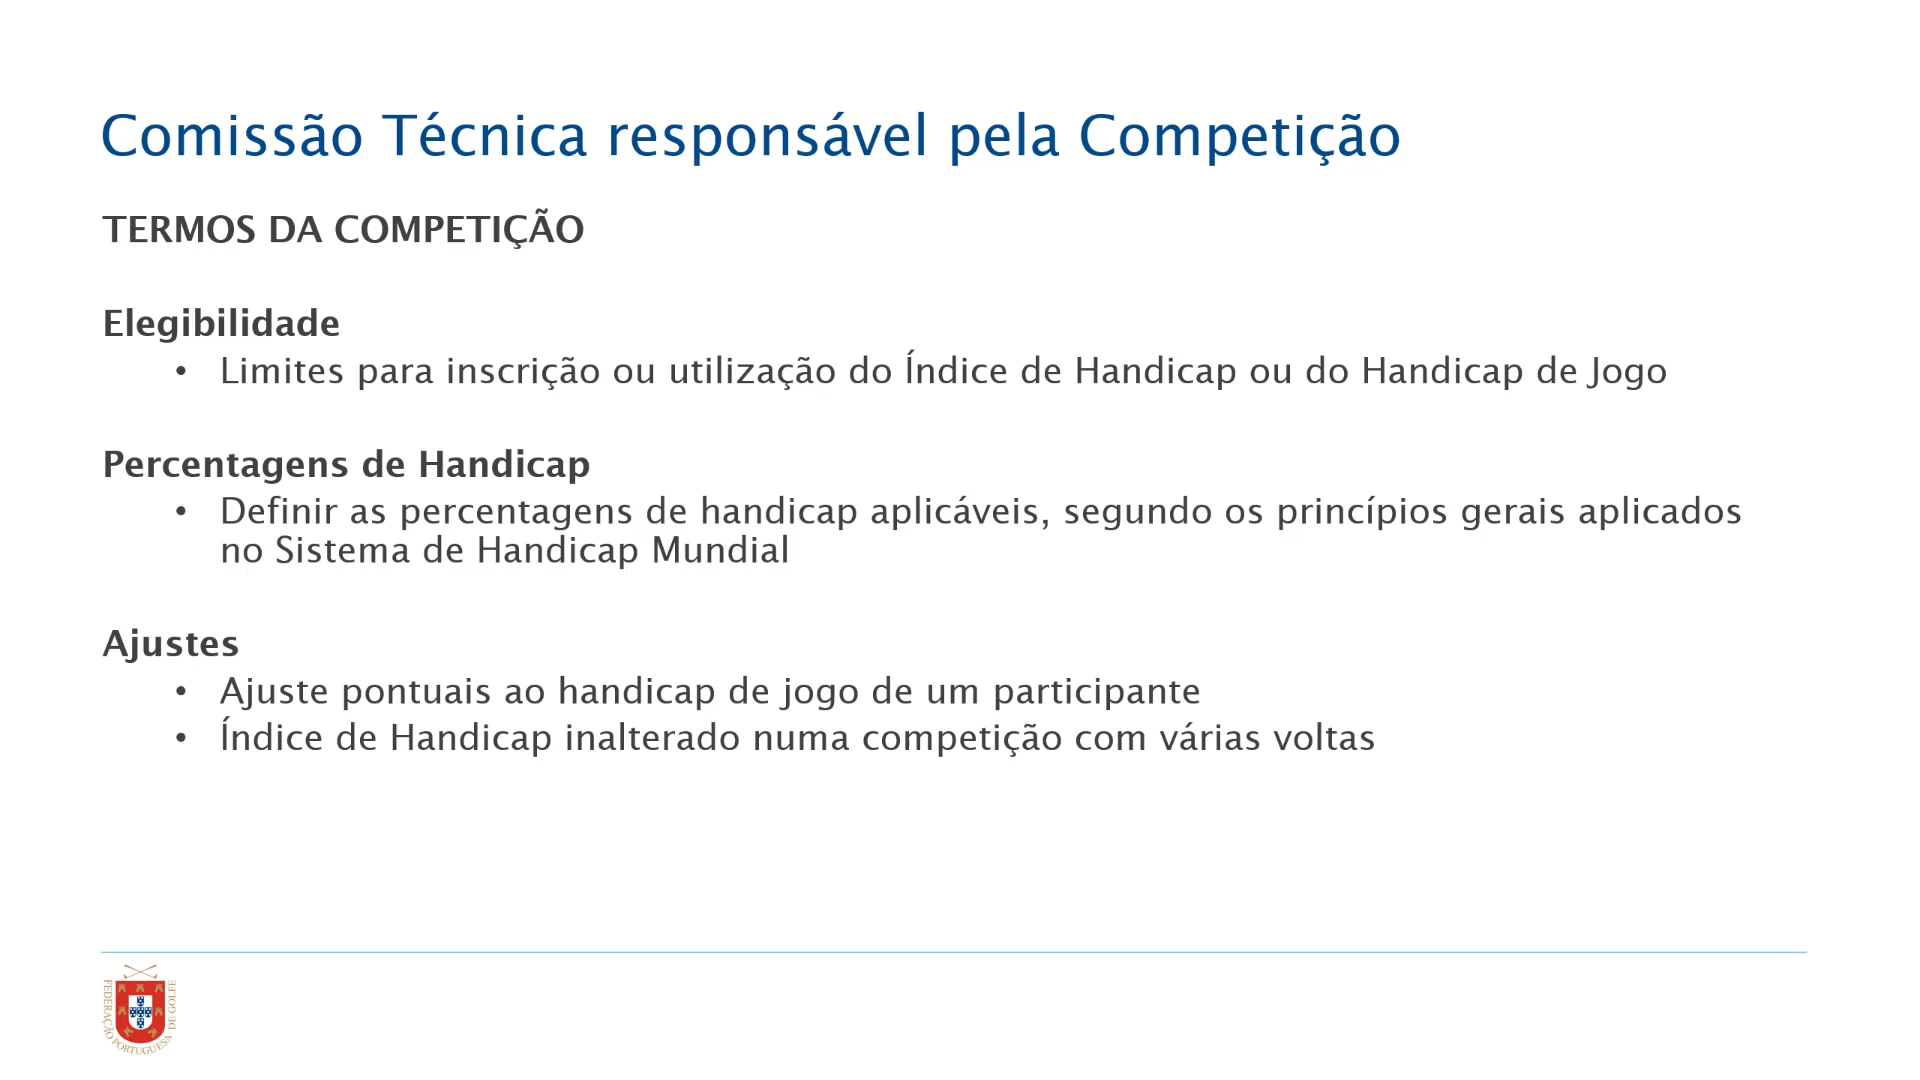 Comissão Técnica responsável pela Competição
TERMOS DA COMPETIÇÃO
Elegibilidade
• Limites para inscrição ou utilização do Índice de Handicap ou do Handicap de Jogo
Percentagens de Handicap
• Definir as percentagens de handicap aplicáveis, segundo os princípios gerais aplicados
no Sistema de Handicap Mundial
Ajustes
• Ajuste pontuais ao handicap de jogo de um participante
• Índice de Handicap inalterado numa competição com várias voltas
FEDERAÇÃO PORTUGUESA DE GOLFE